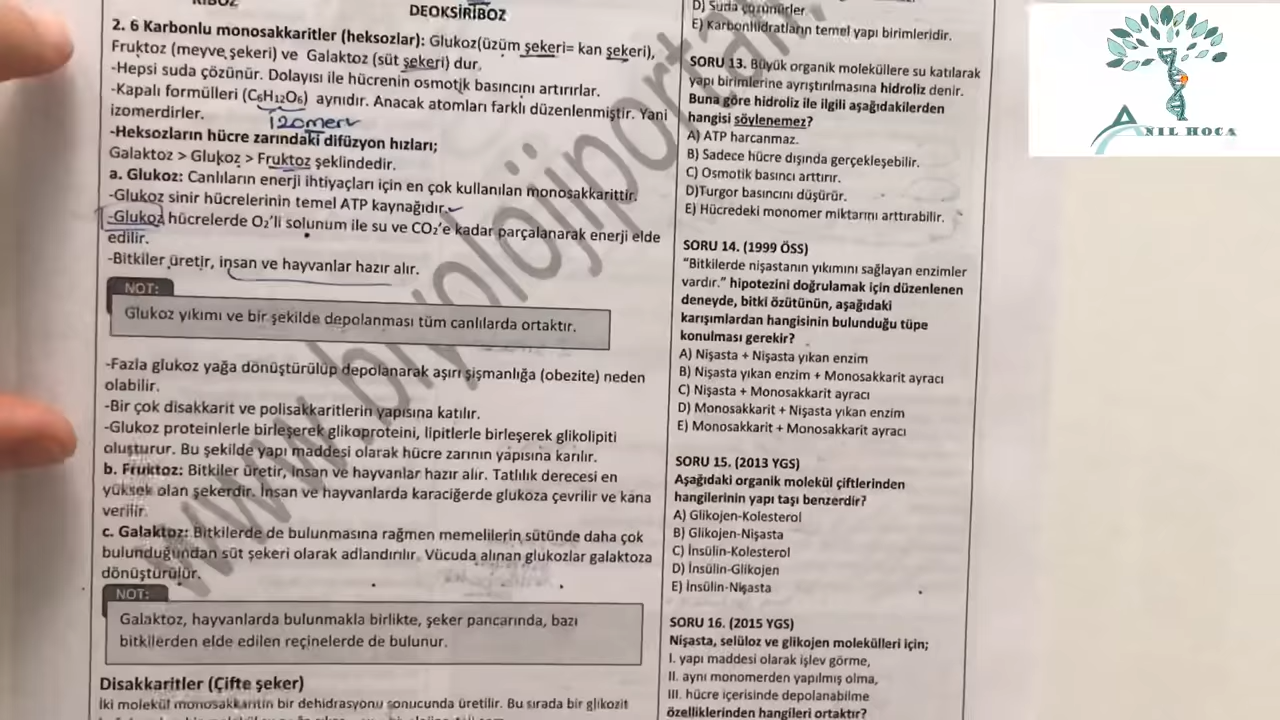 DEOKSİRİBOZ
2. 6 Karbonlu monosakkaritler (heksozlar): Glukoz(üzüm şekeri= kan şekeri),
Fruktoz (meyve şekeri) ve Galaktoz (süt şekeri) dur,
-Hepsi suda çözünür. Dolayısı ile hücrenin osmotik basıncını artırırlar.
-Kapalı formülleri (C₆H₁₂O₆) aynıdır. Anacak atomları farklı düzenlenmiştir. Yani
izomerdirler.
izomer
-Heksozların hücre zarındaki difüzyon hızları;
Galaktoz > Glukoz > Fruktoz şeklindedir.
a. Glukoz: Canlıların enerji ihtiyaçları için en çok kullanılan monosakkarittir.
-Glukoz sinir hücrelerinin temel ATP kaynağıdır.
-Glukoz hücrelerde O₂'li solunum ile su ve CO₂'e kadar parçalanarak enerji elde
edilir.
-Bitkiler üretir, insan ve hayvanlar hazır alır.
NOT:
Glukoz yıkımı ve bir şekilde depolanması tüm canlılarda ortaktır.
-Fazla glukoz yağa dönüştürülüp depolanarak aşırı şişmanlığa (obezite) neden
olabilir.
-Bir çok disakkarit ve polisakkaritlerin yapısına katılır.
-Glukoz proteinlerle birleşerek glikoproteini, lipitlerle birleşerek glikolipiti
oluşturur. Bu şekilde yapı maddesi olarak hücre zarının yapısına karılır.
b. Fruktoz: Bitkiler üretir, insan ve hayvanlar hazır alır. Tatlılık derecesi en
yüksek olan şekerdir. İnsan ve hayvanlarda karaciğerde glukoza çevrilir ve kana
verilir.
c. Galaktoz: Bitkilerde de bulunmasına rağmen memelilerin sütünde daha çok
bulunduğundan süt şekeri olarak adlandırılır. Vücuda alınan glukozlar galaktoza
dönüştürülür.
NOT:
Galaktoz, hayvanlarda bulunmakla birlikte, şeker pancarında, bazı
bitkilerden elde edilen reçinelerde de bulunur.
Disakkaritler (Çifte şeker)
İki molekül monosakkaritin bir dehidrasyonu sonucunda üretilir. Bu sırada bir glikozit
D) Suda çözünürler.
E) Karbonhidratların temel yapı birimleridir.
SORU 13. Büyük organik moleküllere su katılarak
yapı birimlerine ayrıştırılmasına hidroliz denir.
Buna göre hidroliz ile ilgili aşağıdakilerden
hangisi söylenemez?
A) ATP harcanmaz.
B) Sadece hücre dışında gerçekleşebilir.
C) Osmotik basıncı arttırır.
D)Turgor basıncını düşürür.
E) Hücredeki monomer miktarını arttırabilir.
SORU 14. (1999 ÖSS)
"Bitkilerde nişastanın yıkımını sağlayan enzimler
vardır." hipotezini doğrulamak için düzenlenen
deneyde, bitki özütünün, aşağıdaki
karışımlardan hangisinin bulunduğu tüpe
konulması gerekir?
A) Nişasta + Nişasta yıkan enzim
B) Nişasta yıkan enzim + Monosakkarit ayracı
C) Nişasta + Monosakkarit ayracı
D) Monosakkarit + Nişasta yıkan enzim
E) Monosakkarit + Monosakkarit ayracı
SORU 15. (2013 YGS)
Aşağıdaki organik molekül çiftlerinden
hangilerinin yapı taşı benzerdir?
A) Glikojen-Kolesterol
B) Glikojen-Nişasta
C) İnsülin-Kolesterol
D) İnsülin-Glikojen
E) İnsülin-Nişasta
SORU 16. (2015 YGS)
Nişasta, selüloz ve glikojen molekülleri için;
I. yapı maddesi olarak işlev görme,
II. aynı monomerden yapılmış olma,
III. hücre içerisinde depolanabilme
özelliklerinden hangileri ortaktır?
ANIL HOCA